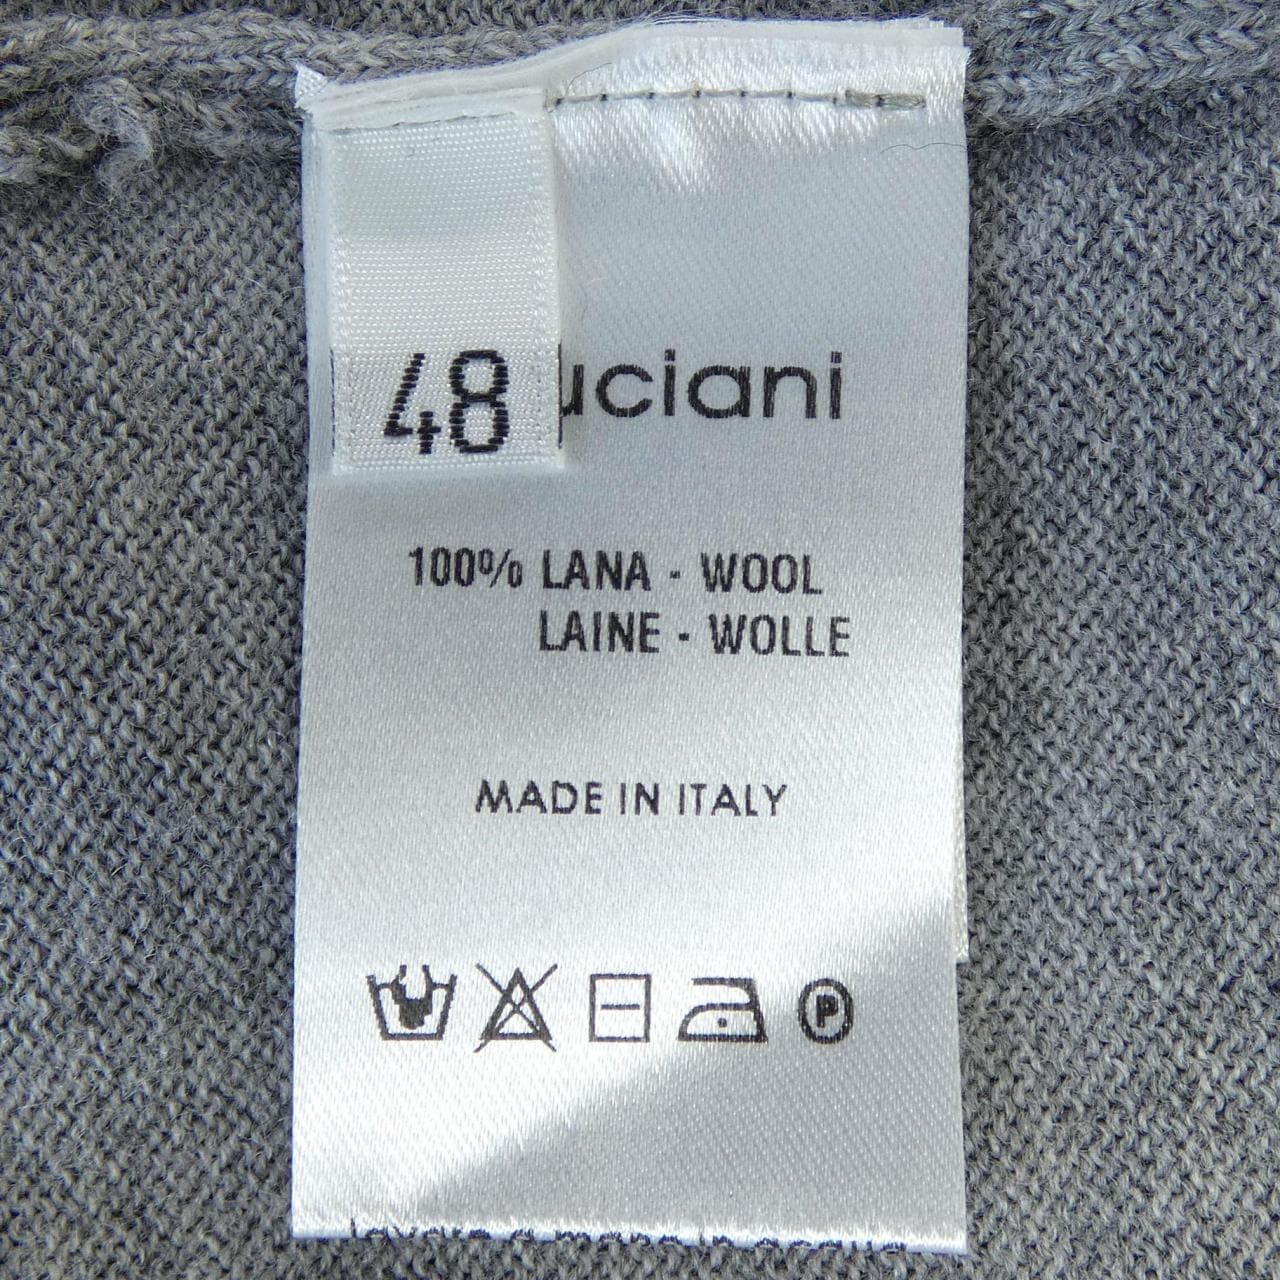 48
uciani
100% LANA - WOOL
LAINE - WOLLE
MADE IN ITALY
P